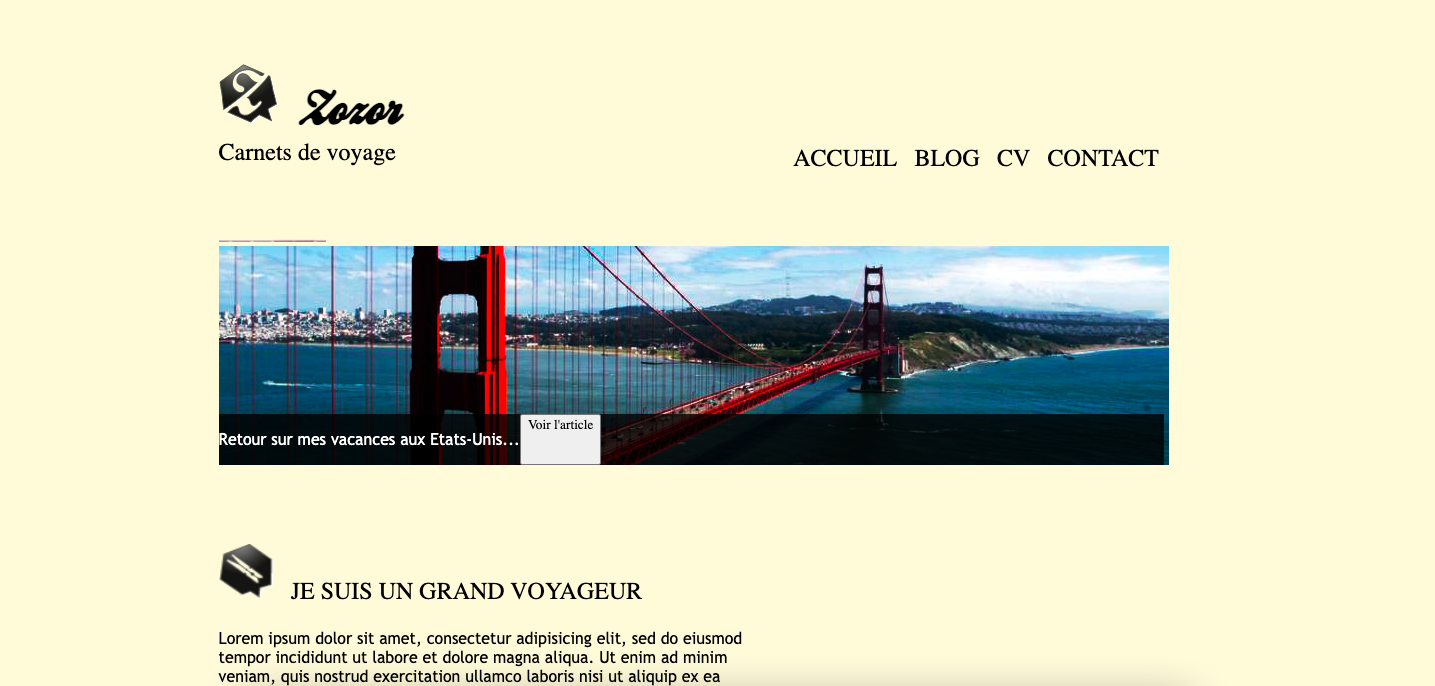 Zozor
Carnets de voyage
ACCUEIL BLOG CV CONTACT
Retour sur mes vacances aux Etats-Unis...
Voir l'article
JE SUIS UN GRAND VOYAGEUR
Lorem ipsum dolor sit amet, consectetur adipisicing elit, sed do eiusmod
tempor incididunt ut labore et dolore magna aliqua. Ut enim ad minim
veniam, quis nostrud exercitation ullamco laboris nisi ut aliquip ex ea